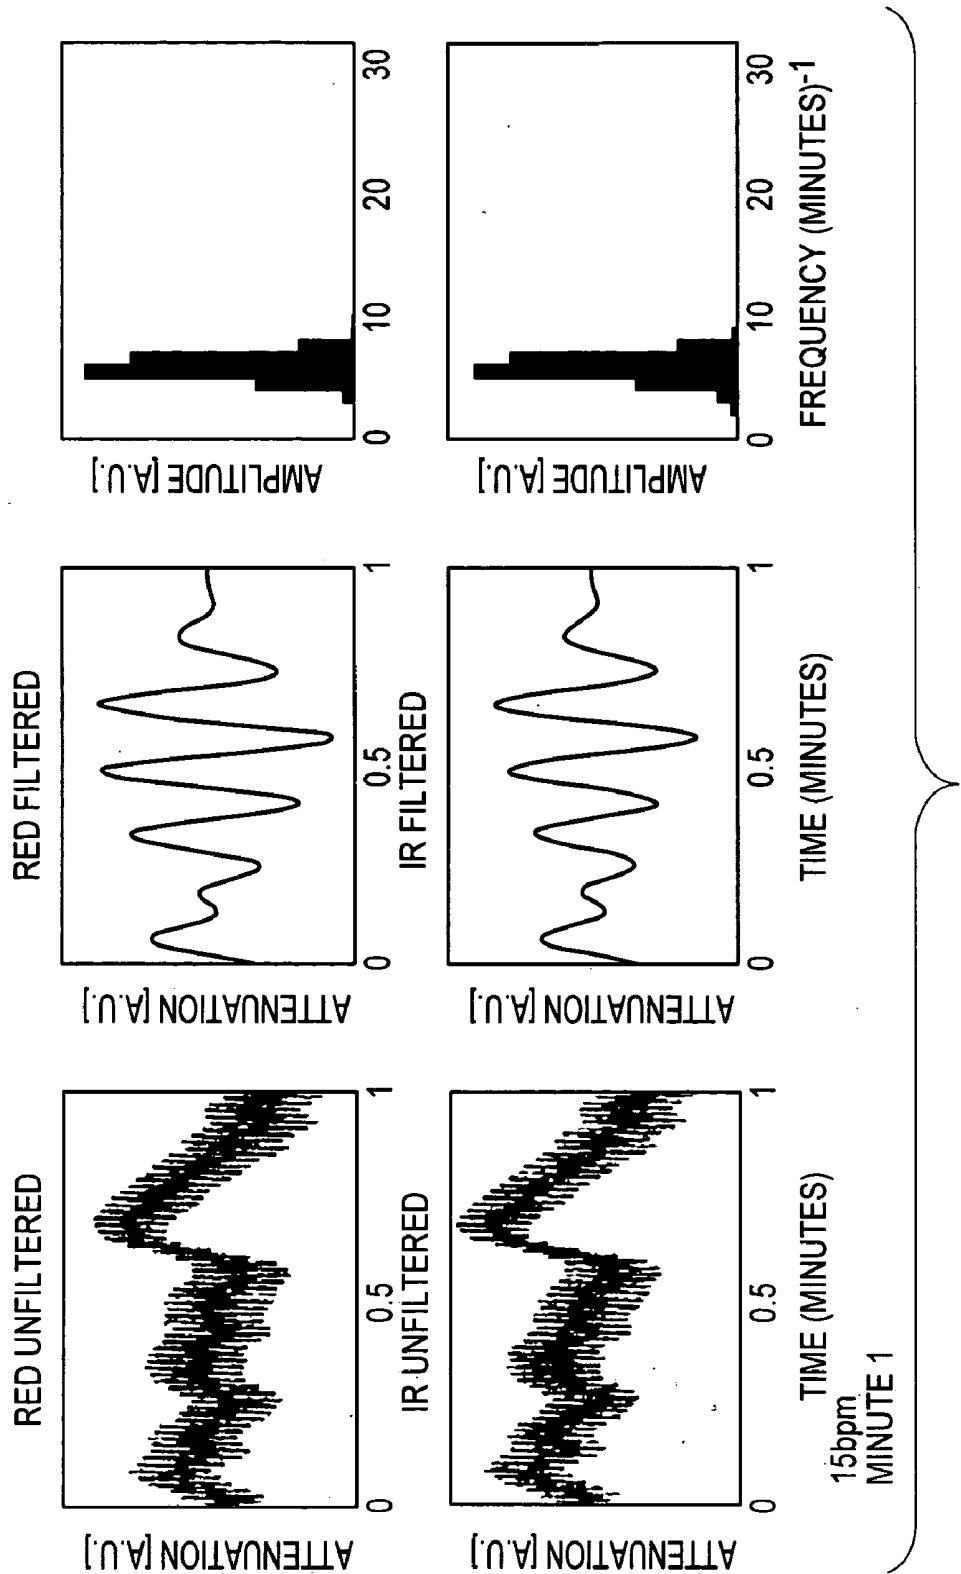 RED UNFILTERED
ATTENUATION [A.U.]
0
0.5
1
RED FILTERED
ATTENUATION [A.U.]
0
0.5
1
AMPLITUDE [A.U.]
0
10
20
30
IR UNFILTERED
ATTENUATION [A.U.]
0
0.5
1
TIME (MINUTES)
IR FILTERED
ATTENUATION [A.U.]
0
0.5
1
TIME (MINUTES)
AMPLITUDE [A.U.]
0
10
20
30
FREQUENCY (MINUTES)-1
15bpm
MINUTE 1